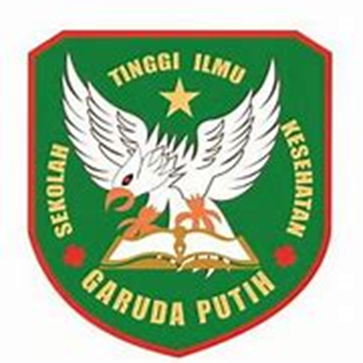 SEKOLAH
TINGGI ILMU
KESEHATAN
GARUDA PUTIH